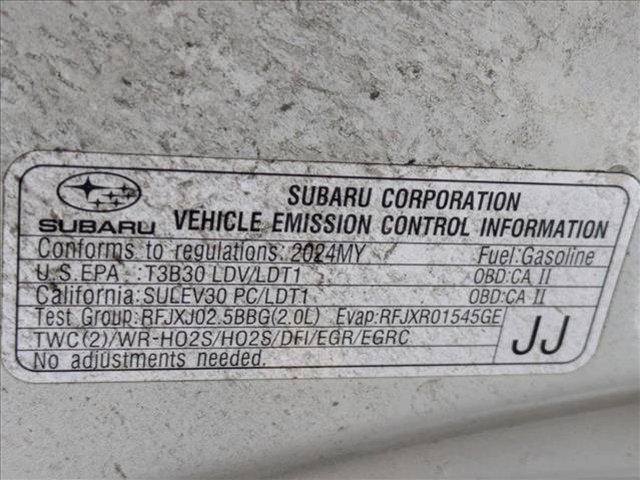 SUBARU CORPORATION
SUBARU VEHICLE EMISSION CONTROL INFORMATION
Conforms to regulations: 2024MY Fuel:Gasoline
U.S.EPA :T3B30 LDV/LDT1 OBD:CA II
California:SULEV30 PC/LDT1 OBD:CA II
Test Group:RFJXJ02.5BBG(2.0L) Evap:RFJXR01545GE
TWC(2)/WR-HO2S/HO2S/DFI/EGR/EGRC
No adjustments needed.
JJ